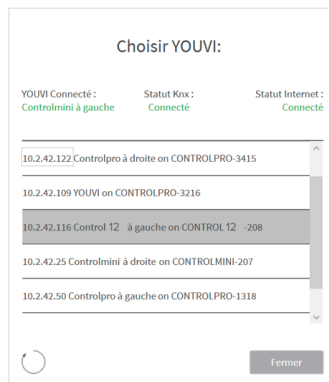 Choisir YOUVI:
YOUVI Connecté : Statut Knx : Statut Internet :
Controlmini à gauche Connecté Connecté
10.2.42.122 Controlpro à droite on CONTROLPRO-3415
10.2.42.109 YOUVI on CONTROLPRO-3216
10.2.42.116 Control 12 à gauche on CONTROL 12 -208
10.2.42.25 Controlmini à droite on CONTROLMINI-207
10.2.42.50 Controlpro à gauche on CONTROLPRO-1318
Fermer